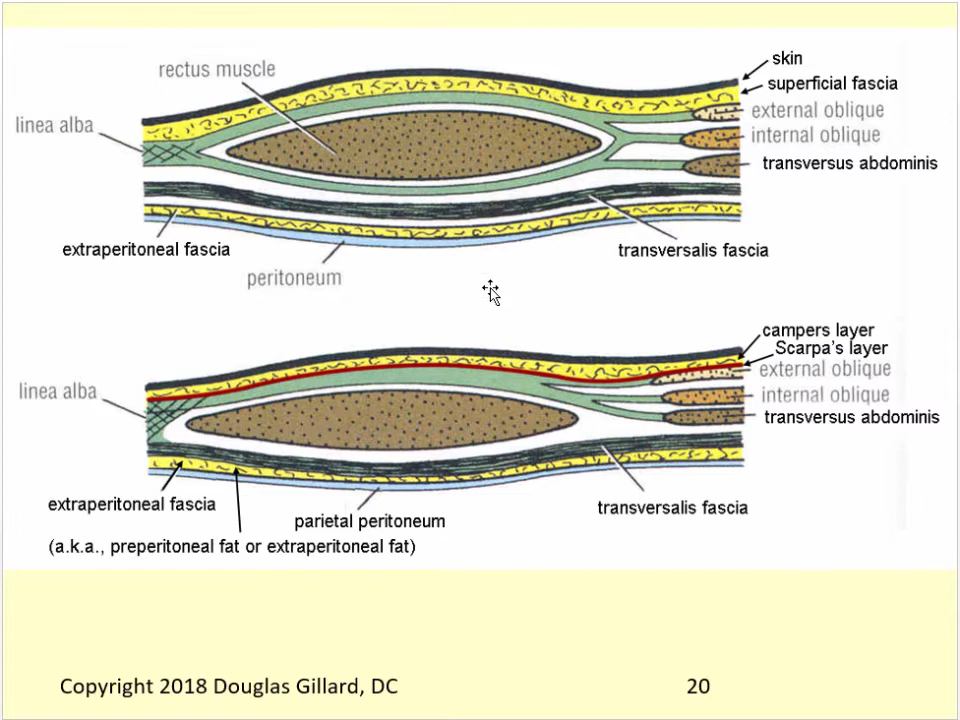 skin
rectus muscle
superficial fascia
external oblique
linea alba
internal oblique
transversus abdominis
extraperitoneal fascia
transversalis fascia
peritoneum
campers layer
Scarpa's layer
external oblique
linea alba
internal oblique
transversus abdominis
extraperitoneal fascia
transversalis fascia
parietal peritoneum
(a.k.a., preperitoneal fat or extraperitoneal fat)
Copyright 2018 Douglas Gillard, DC
20